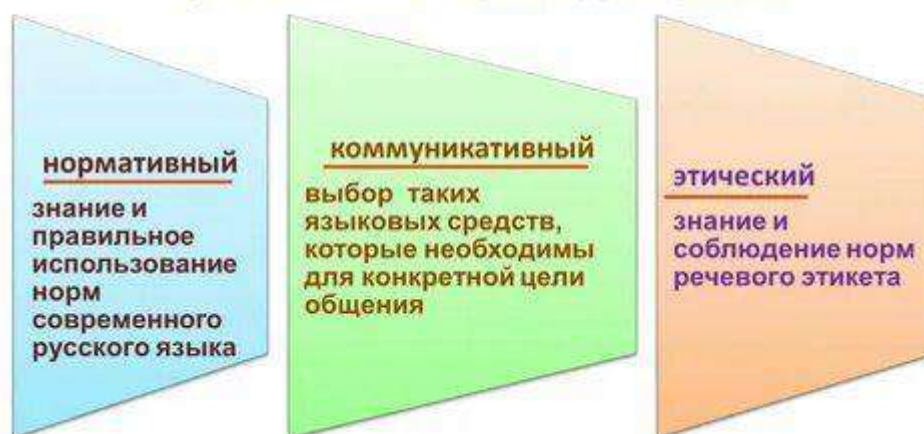 нормативный
знание и
правильное
использование
норм
современного
русского языка
коммуникативный
выбор таких
языковых средств,
которые необходимы
для конкретной цели
общения
этический
знание и
соблюдение норм
речевого этикета